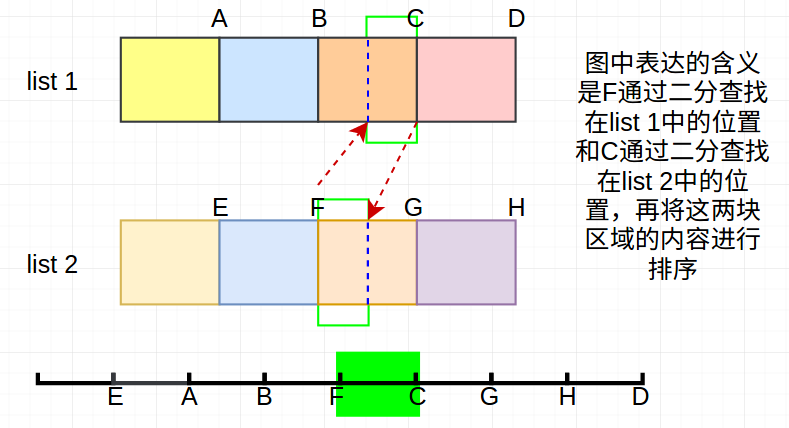 A B C D
list 1
E F G H
list 2
E A B F C G H D
图中表达的含义
是F通过二分查找
在list 1中的位置
和C通过二分查找
在list 2中的位
置，再将这两块
区域的内容进行
排序